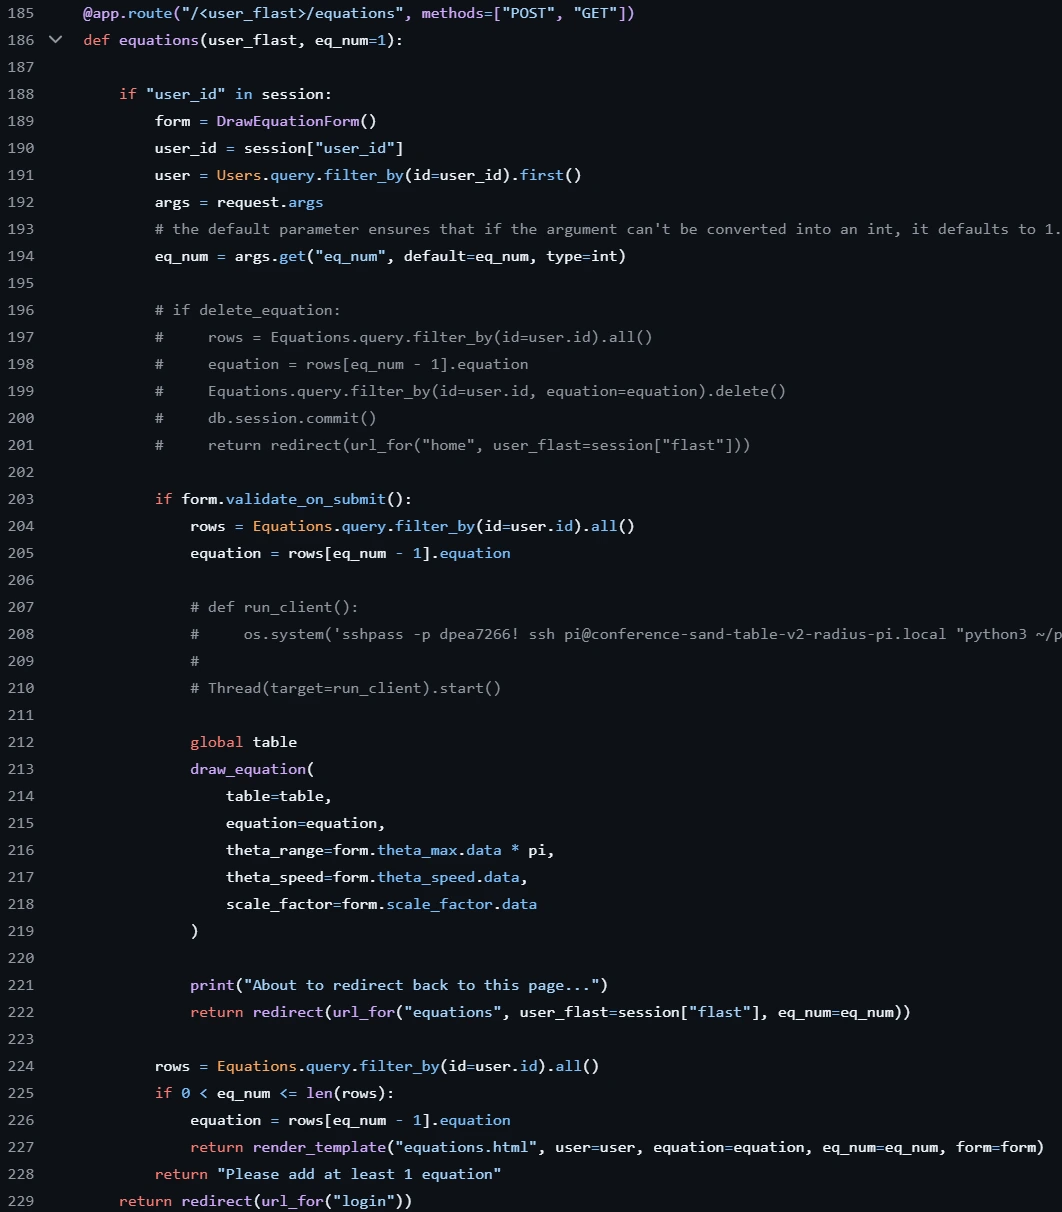 185 @app.route("/<user_flast>/equations", methods=["POST", "GET"])
186 def equations(user_flast, eq_num=1):
187
188 if "user_id" in session:
189 form = DrawEquationForm()
190 user_id = session["user_id"]
191 user = Users.query.filter_by(id=user_id).first()
192 args = request.args
193 # the default parameter ensures that if the argument can't be converted into an int, it defaults to 1.
194 eq_num = args.get("eq_num", default=eq_num, type=int)
195
196 # if delete_equation:
197 # rows = Equations.query.filter_by(id=user.id).all()
198 # equation = rows[eq_num - 1].equation
199 # Equations.query.filter_by(id=user.id, equation=equation).delete()
200 # db.session.commit()
201 # return redirect(url_for("home", user_flast=session["flast"]))
202
203 if form.validate_on_submit():
204 rows = Equations.query.filter_by(id=user.id).all()
205 equation = rows[eq_num - 1].equation
206
207 # def run_client():
208 # os.system('sshpass -p dpea7266! ssh pi@conference-sand-table-v2-radius-pi.local "python3 ~/p
209 #
210 # Thread(target=run_client).start()
211
212 global table
213 draw_equation(
214 table=table,
215 equation=equation,
216 theta_range=form.theta_max.data * pi,
217 theta_speed=form.theta_speed.data,
218 scale_factor=form.scale_factor.data
219 )
220
221 print("About to redirect back to this page...")
222 return redirect(url_for("equations", user_flast=session["flast"], eq_num=eq_num))
223
224 rows = Equations.query.filter_by(id=user.id).all()
225 if 0 < eq_num <= len(rows):
226 equation = rows[eq_num - 1].equation
227 return render_template("equations.html", user=user, equation=equation, eq_num=eq_num, form=form)
228 return "Please add at least 1 equation"
229 return redirect(url_for("login"))